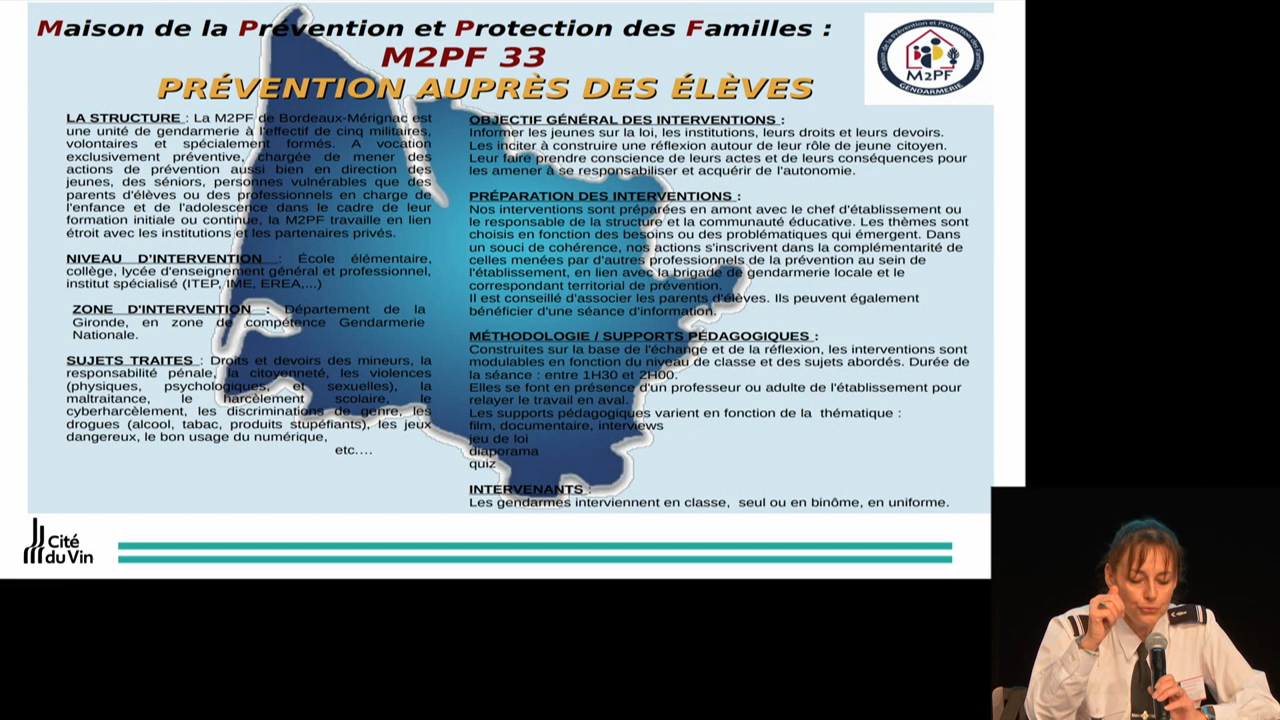 Maison de la Prévention et Protection des Familles :
M2PF 33
PRÉVENTION AUPRÈS DES ÉLÈVES
Maison de la Prévention et Protection des Familles
M2PF
GENDARMERIE
LA STRUCTURE : La M2PF de Bordeaux-Mérignac est
une unité de gendarmerie à l'effectif de cinq militaires,
volontaires et spécialement formés. A vocation
exclusivement préventive, chargée de mener des
actions de prévention aussi bien en direction des
jeunes, des séniors, personnes vulnérables que des
parents d'élèves ou des professionnels en charge de
l'enfance et de l'adolescence dans le cadre de leur
formation initiale ou continue, la M2PF travaille en lien
étroit avec les institutions et les partenaires privés.
NIVEAU D'INTERVENTION : École élémentaire,
collège, lycée d'enseignement général et professionnel,
institut spécialisé (ITEP, IME, EREA,...)
ZONE D'INTERVENTION : Département de la
Gironde, en zone de compétence Gendarmerie
Nationale.
SUJETS TRAITES : Droits et devoirs des mineurs, la
responsabilité pénale, la citoyenneté, les violences
(physiques, psychologiques, et sexuelles), la
maltraitance, le harcèlement scolaire, le
cyberharcèlement, les discriminations de genre, les
drogues (alcool, tabac, produits stupéfiants), les jeux
dangereux, le bon usage du numérique,
etc....
OBJECTIF GÉNÉRAL DES INTERVENTIONS :
Informer les jeunes sur la loi, les institutions, leurs droits et leurs devoirs.
Les inciter à construire une réflexion autour de leur rôle de jeune citoyen.
Leur faire prendre conscience de leurs actes et de leurs conséquences pour
les amener à se responsabiliser et acquérir de l'autonomie.
PRÉPARATION DES INTERVENTIONS :
Nos interventions sont préparées en amont avec le chef d'établissement ou
le responsable de la structure et la communauté éducative. Les thèmes sont
choisis en fonction des besoins ou des problématiques qui émergent. Dans
un souci de cohérence, nos actions s'inscrivent dans la complémentarité de
celles menées par d'autres professionnels de la prévention au sein de
l'établissement, en lien avec la brigade de gendarmerie locale et le
correspondant territorial de prévention.
Il est conseillé d'associer les parents d'élèves. Ils peuvent également
bénéficier d'une séance d'information.
MÉTHODOLOGIE / SUPPORTS PÉDAGOGIQUES :
Construites sur la base de l'échange et de la réflexion, les interventions sont
modulables en fonction du niveau de classe et des sujets abordés. Durée de
la séance : entre 1H30 et 2H00.
Elles se font en présence d'un professeur ou adulte de l'établissement pour
relayer le travail en aval.
Les supports pédagogiques varient en fonction de la thématique :
film, documentaire, interviews
jeu de loi
diaporama
quiz
INTERVENANTS :
Les gendarmes interviennent en classe, seul ou en binôme, en uniforme.
Cité
du Vin